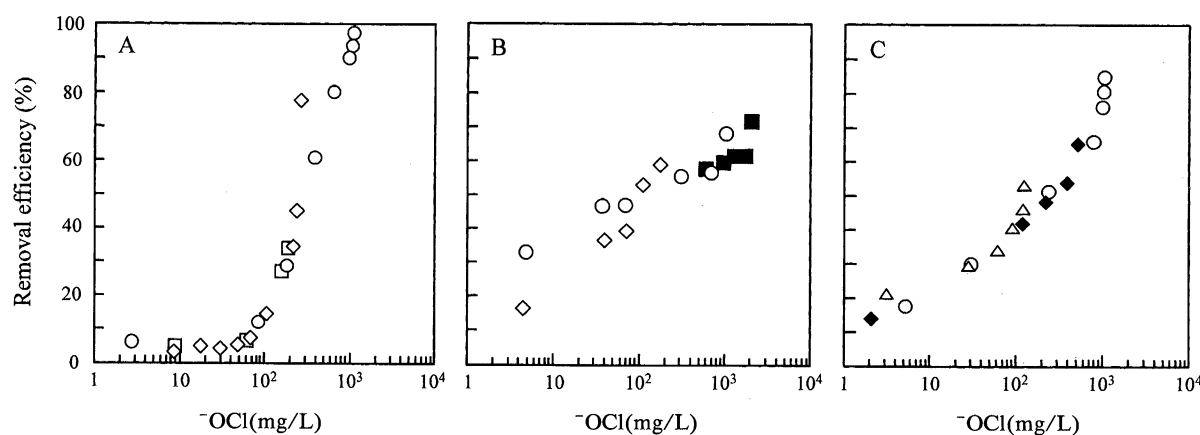 A
B
C
Removal efficiency (%)
100
80
60
40
20
0
1 10 10² 10³ 10⁴
1 10 10² 10³ 10⁴
1 10 10² 10³ 10⁴
⁻OCl(mg/L)
⁻OCl(mg/L)
⁻OCl(mg/L)